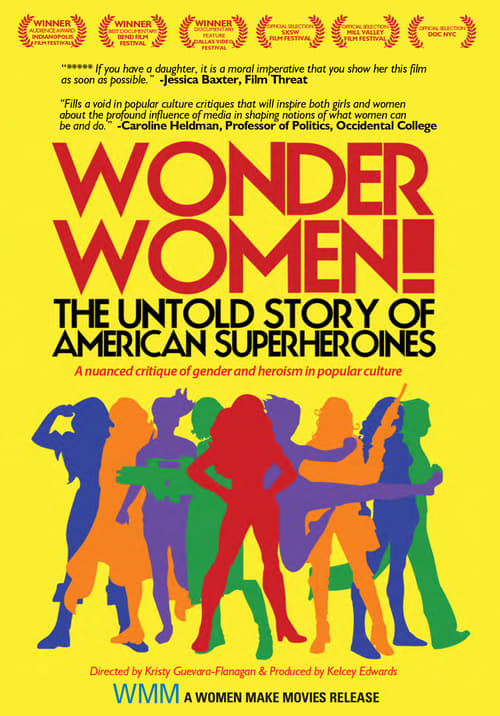 WINNER
AUDIENCE AWARD
INDIANAPOLIS
FILM FESTIVAL
WINNER
BEST DOCUMENTARY
BEND FILM
FESTIVAL
WINNER
DOCUMENTARY
FEATURE
DALLAS VIDEO
FESTIVAL
OFFICIAL SELECTION
SXSW
FILM FESTIVAL
OFFICIAL SELECTION
MILL VALLEY
FILM FESTIVAL
OFFICIAL SELECTION
DOC NYC
"***** If you have a daughter, it is a moral imperative that you show her this film
as soon as possible." -Jessica Baxter, Film Threat
"Fills a void in popular culture critiques that will inspire both girls and women
about the profound influence of media in shaping notions of what women can
be and do." -Caroline Heldman, Professor of Politics, Occidental College
WONDER
WOMEN!
THE UNTOLD STORY OF
AMERICAN SUPERHEROINES
A nuanced critique of gender and heroism in popular culture
Directed by Kristy Guevara-Flanagan & Produced by Kelcey Edwards
WMM A WOMEN MAKE MOVIES RELEASE